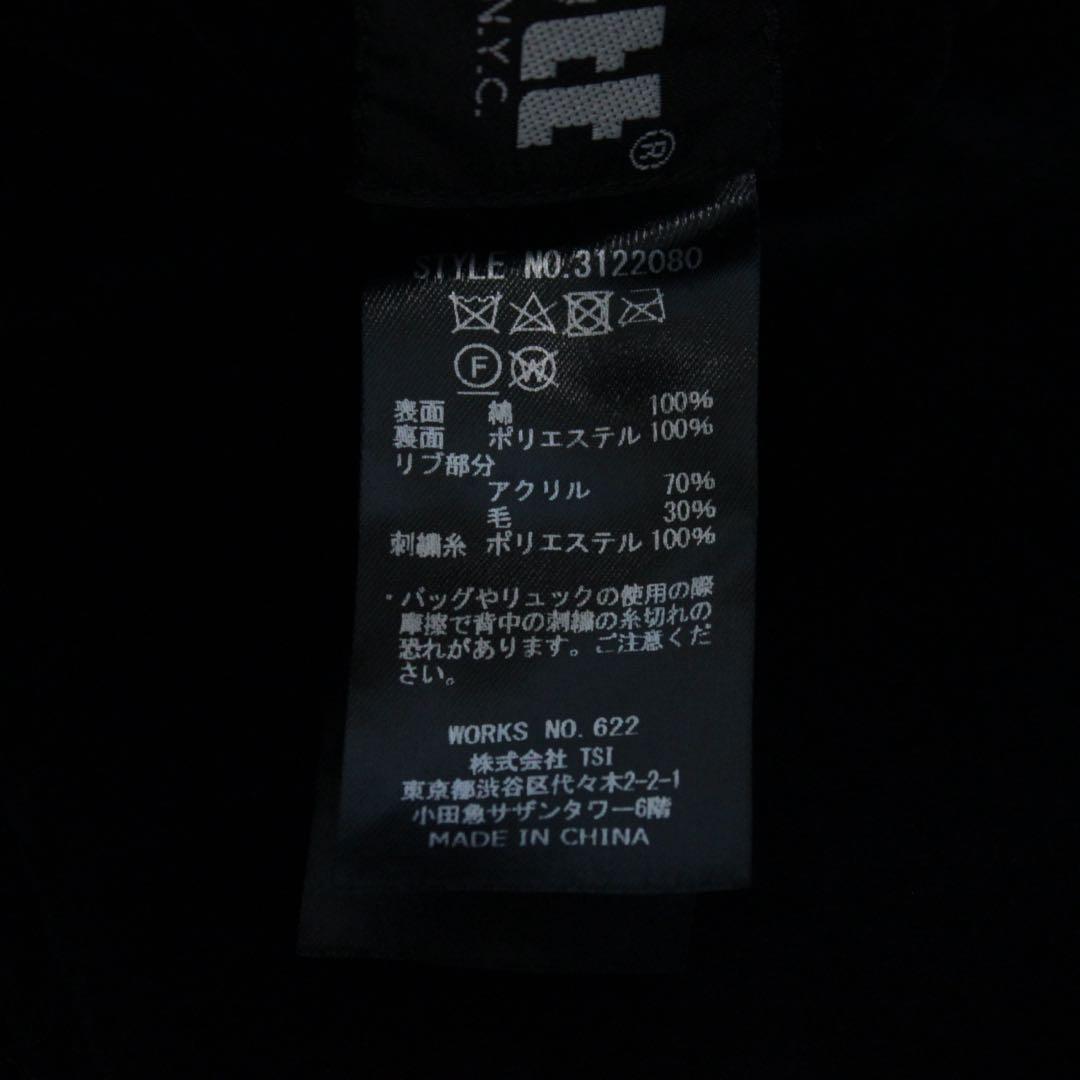 N.Y.C.
®
STYLE NO.3122080
F W
表面 綿 100%
裏面 ポリエステル 100%
リブ部分
アクリル 70%
毛 30%
刺繍糸 ポリエステル 100%
・バッグやリュックの使用の際
摩擦で背中の刺繍の糸切れの
恐れがあります。ご注意くだ
さい。
WORKS NO. 622
株式会社 TSI
東京都渋谷区代々木2-2-1
小田急サザンタワー6階
MADE IN CHINA